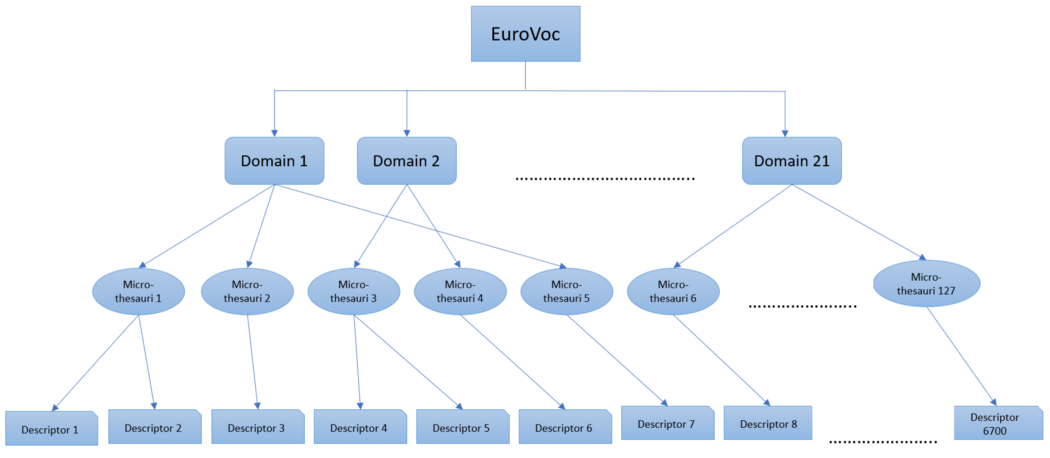 EuroVoc
Domain 1
Domain 2
Domain 21
....................................
Micro-
thesauri 1
Micro-
thesauri 2
Micro-
thesauri 3
Micro-
thesauri 4
Micro-
thesauri 5
Micro-
thesauri 6
......................
Micro-
thesauri 127
Descriptor 1
Descriptor 2
Descriptor 3
Descriptor 4
Descriptor 5
Descriptor 6
Descriptor 7
Descriptor 8
......................
Descriptor
6700